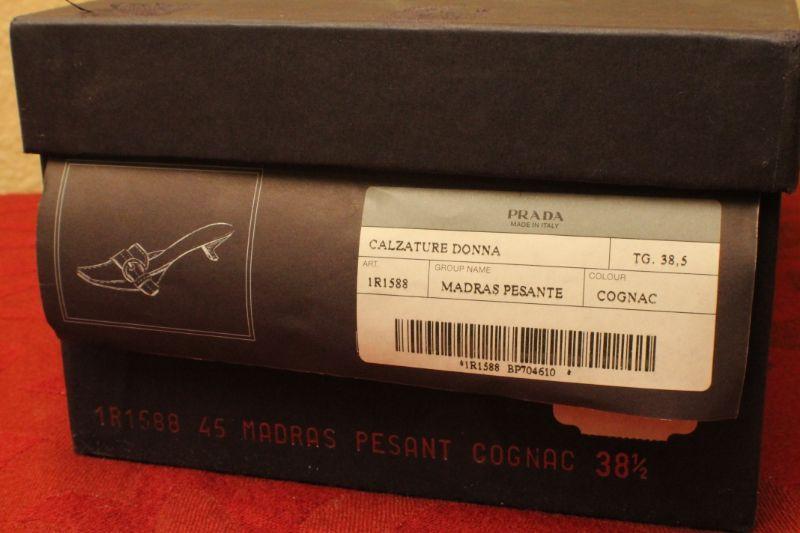 PRADA
MADE IN ITALY
CALZATURE DONNA TG. 38,5
ART. GROUP NAME COLOUR
1R1588 MADRAS PESANTE COGNAC
*1R1588 BP704610 *
1R1588 45 MADRAS PESANT COGNAC 38½